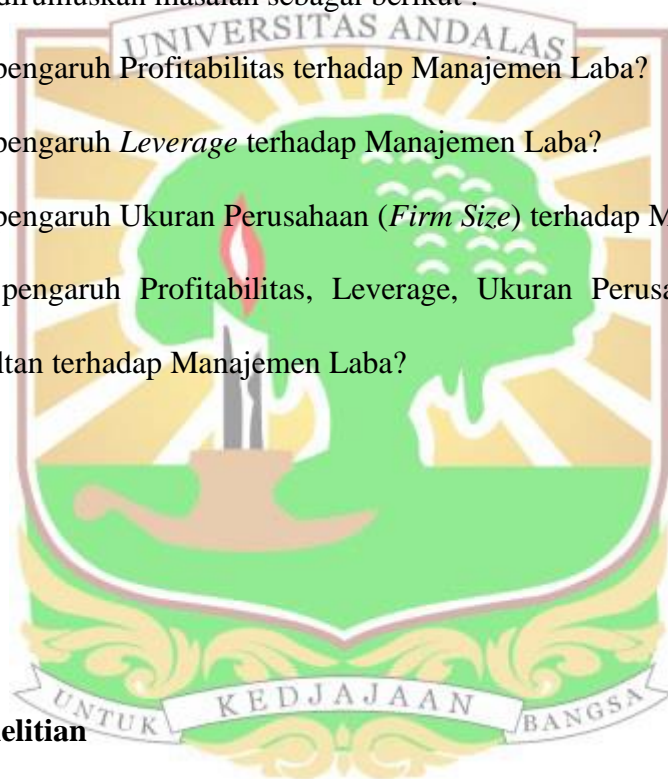 dirumuskan masalah sebagai berikut :
UNIVERSITAS ANDALAS
pengaruh Profitabilitas terhadap Manajemen Laba?
pengaruh Leverage terhadap Manajemen Laba?
pengaruh Ukuran Perusahaan (Firm Size) terhadap M
pengaruh Profitabilitas, Leverage, Ukuran Perusa
ltan terhadap Manajemen Laba?
UNTUK KEDJAJAAN BANGSA
elitian